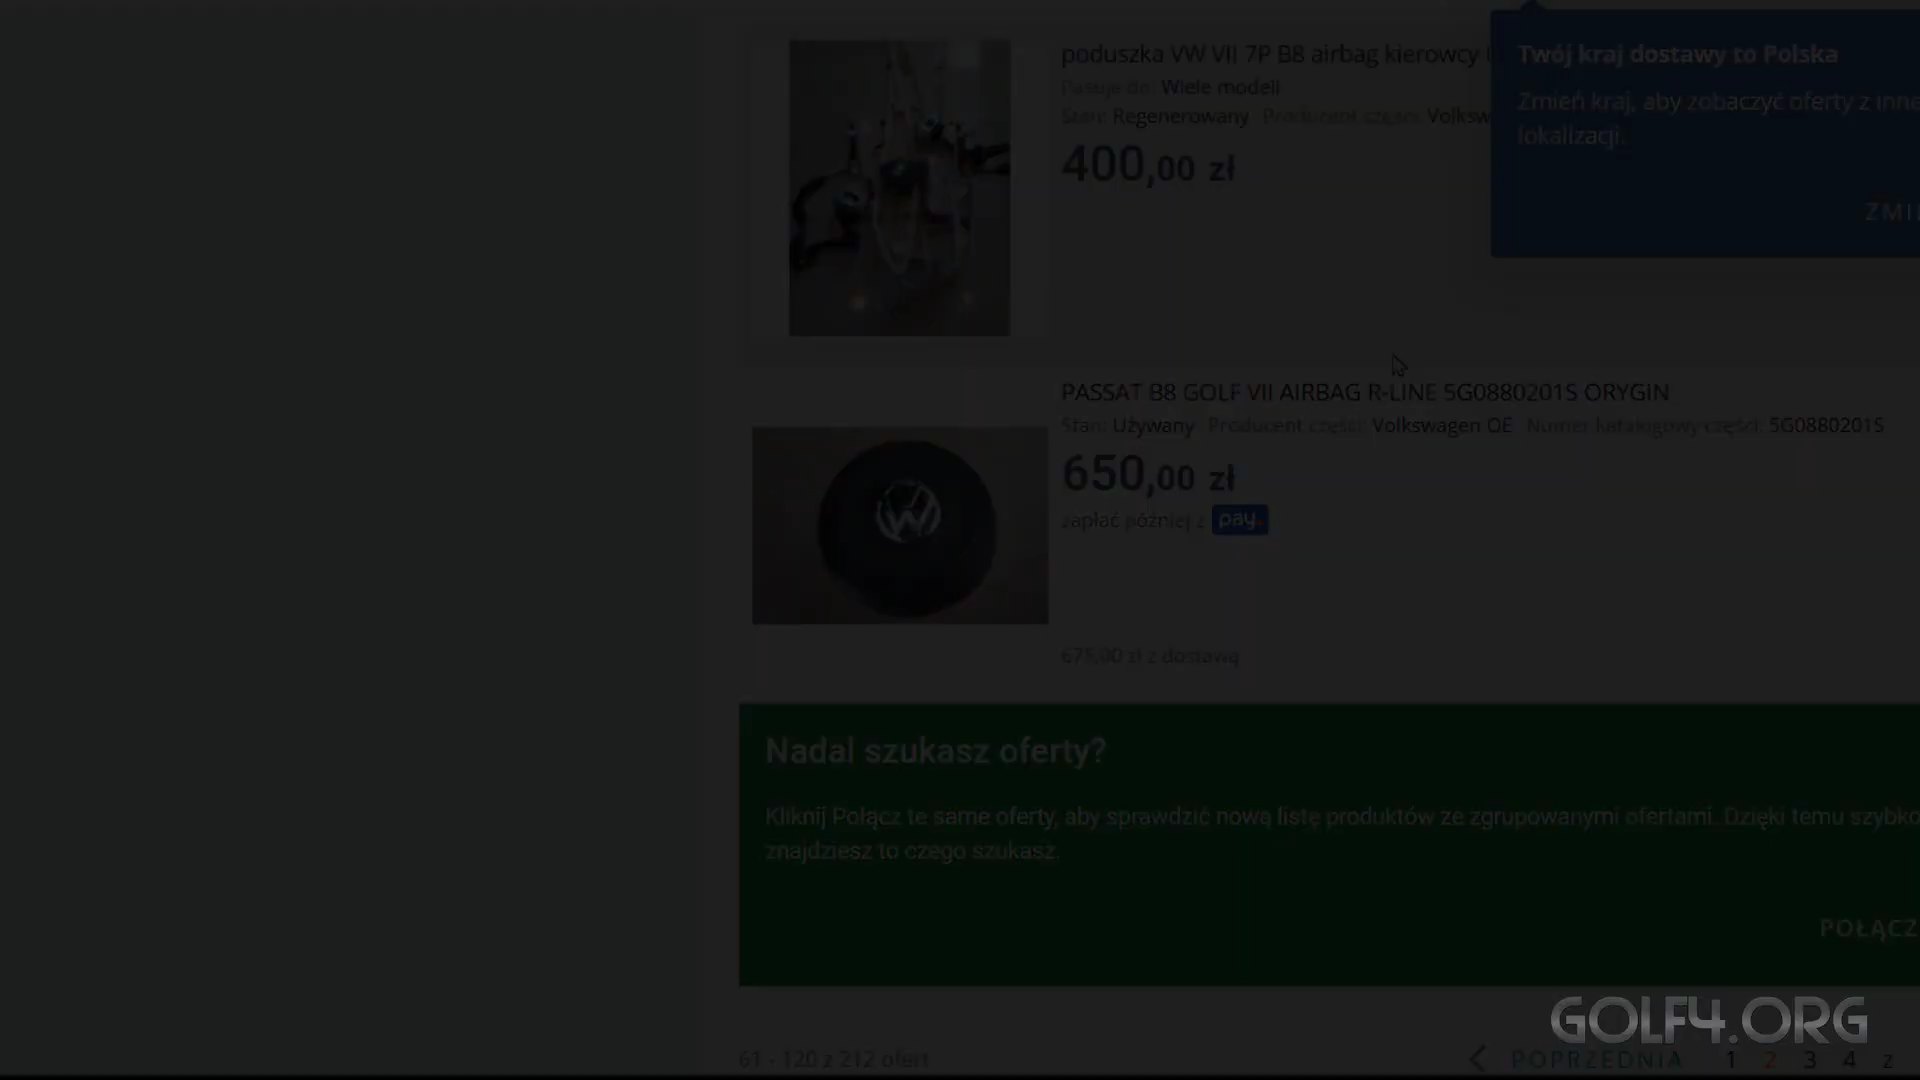 poduszka VW VII 7P B8 airbag kierowcy
Pasuje do: Wiele modeli
Stan: Regenerowany Producent części: Volksw
400,00 zł
Twój kraj dostawy to Polska
Zmień kraj, aby zobaczyć oferty z inne
lokalizacji.
ZMI
PASSAT B8 GOLF VII AIRBAG R-LINE 5G0880201S ORYGIN
Stan: Używany Producent części: Volkswagen OE Numer katalogowy części: 5G0880201S
650,00 zł
zapłać później z pay.
675,00 zł z dostawą
Nadal szukasz oferty?
Kliknij Połącz te same oferty, aby sprawdzić nową listę produktów ze zgrupowanymi ofertami. Dzięki temu szybko
znajdziesz to czego szukasz.
POŁĄCZ
GOLF4.ORG
61 - 120 z 212 ofert
POPRZEDNIA 1 2 3 4 z